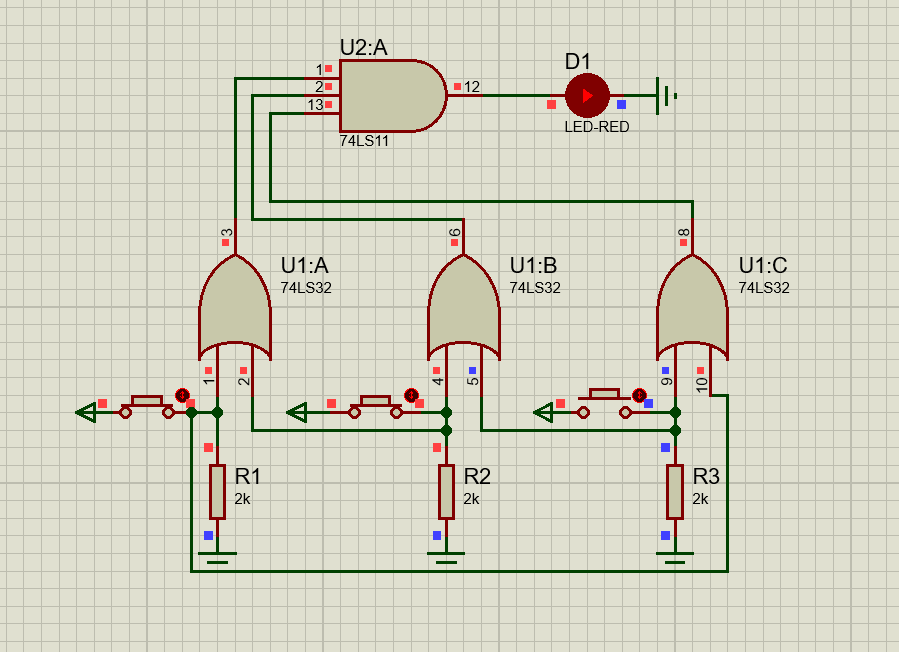 U2:A
1
2
13
12
74LS11
D1
LED-RED
3
U1:A
74LS32
1
2
6
U1:B
74LS32
4
5
8
U1:C
74LS32
9
10
R1
2k
R2
2k
R3
2k